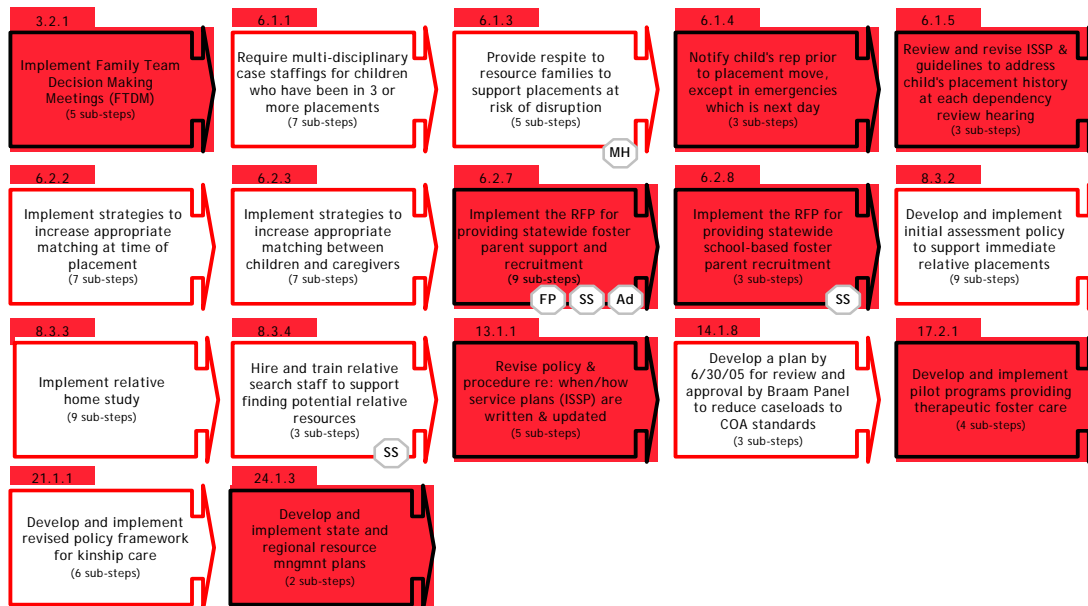 3.2.1
Implement Family Team
Decision Making
Meetings (FTDM)
(5 sub-steps)
6.1.1
Require multi-disciplinary
case staffings for children
who have been in 3 or
more placements
(7 sub-steps)
6.1.3
Provide respite to
resource families to
support placements at
risk of disruption
(5 sub-steps)
MH
6.1.4
Notify child's rep prior
to placement move,
except in emergencies
which is next day
(3 sub-steps)
6.1.5
Review and revise ISSP &
guidelines to address
child's placement history
at each dependency
review hearing
(3 sub-steps)
6.2.2
Implement strategies to
increase appropriate
matching at time of
placement
(7 sub-steps)
6.2.3
Implement strategies to
increase appropriate
matching between
children and caregivers
(7 sub-steps)
6.2.7
Implement the RFP for
providing statewide foster
parent support and
recruitment
(9 sub-steps)
FP SS Ad
6.2.8
Implement the RFP for
providing statewide
school-based foster
parent recruitment
(3 sub-steps)
SS
8.3.2
Develop and implement
initial assessment policy
to support immediate
relative placements
(9 sub-steps)
8.3.3
Implement relative
home study
(9 sub-steps)
8.3.4
Hire and train relative
search staff to support
finding potential relative
resources
(3 sub-steps)
SS
13.1.1
Revise policy &
procedure re: when/how
service plans (ISSP) are
written & updated
(5 sub-steps)
14.1.8
Develop a plan by
6/30/05 for review and
approval by Braam Panel
to reduce caseloads to
COA standards
(3 sub-steps)
17.2.1
Develop and implement
pilot programs providing
therapeutic foster care
(4 sub-steps)
21.1.1
Develop and implement
revised policy framework
for kinship care
(6 sub-steps)
24.1.3
Develop and
implement state and
regional resource
mngmnt plans
(2 sub-steps)